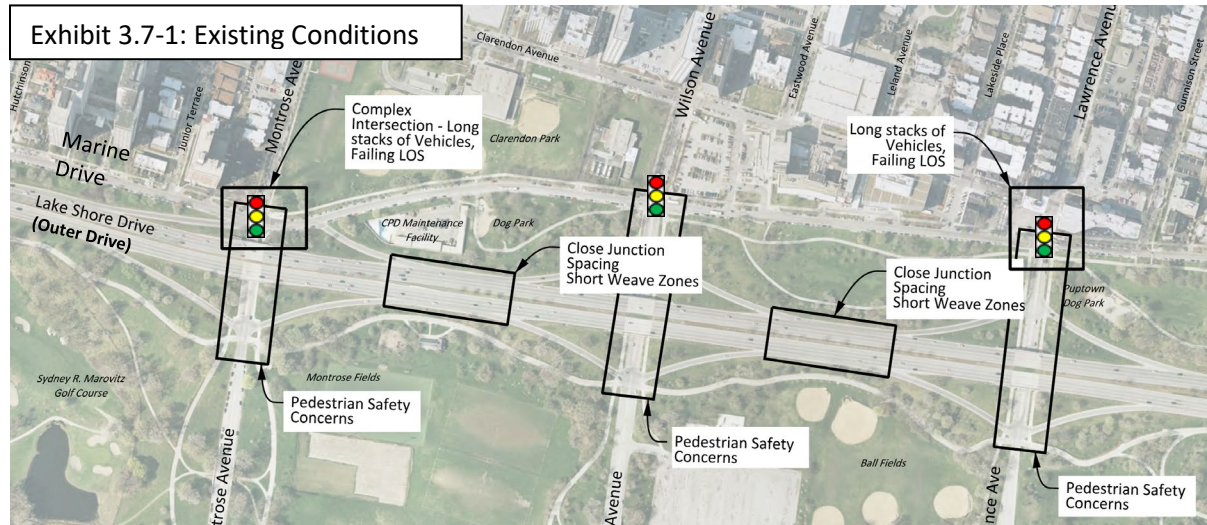 Exhibit 3.7-1: Existing Conditions
Hutchinson
Junior Terrace
Montrose Ave
Clarendon Avenue
Wilson Avenue
Eastwood Avenue
Leland Avenue
Lakeside Place
Lawrence Avenu
Gunnison Street
Complex
Intersection - Long
stacks of Vehicles,
Failing LOS
Clarendon Park
Long stacks of
Vehicles,
Failing LOS
Marine
Drive
Lake Shore Drive
(Outer Drive)
CPD Maintenance
Facility
Dog Park
Close Junction
Spacing
Short Weave Zones
Close Junction
Spacing
Short Weave Zones
Puptown
Dog Park
Sydney R. Marovitz
Golf Course
Montrose Fields
Pedestrian Safety
Concerns
Pedestrian Safety
Concerns
Ball Fields
Pedestrian Safety
Concerns
trose Avenue
Avenue
nce Ave